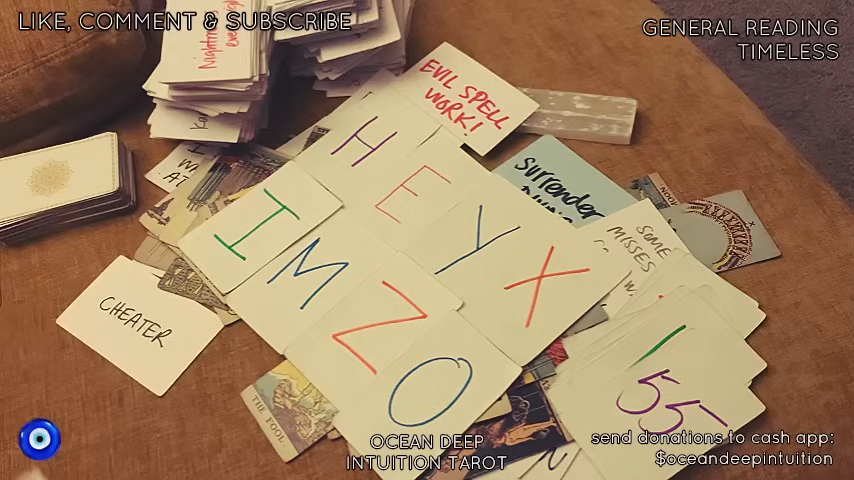 LIKE, COMMENT & SUBSCRIBE
GENERAL READING
TIMELESS
EVIL SPELL
WORK!
H
E
Y
X
I
M
Z
O
Surrender
SOME
MISSES
CHEATER
1
55
THE FOOL
OCEAN DEEP
INTUITION TAROT
send donations to cash app:
$oceandeepintuition